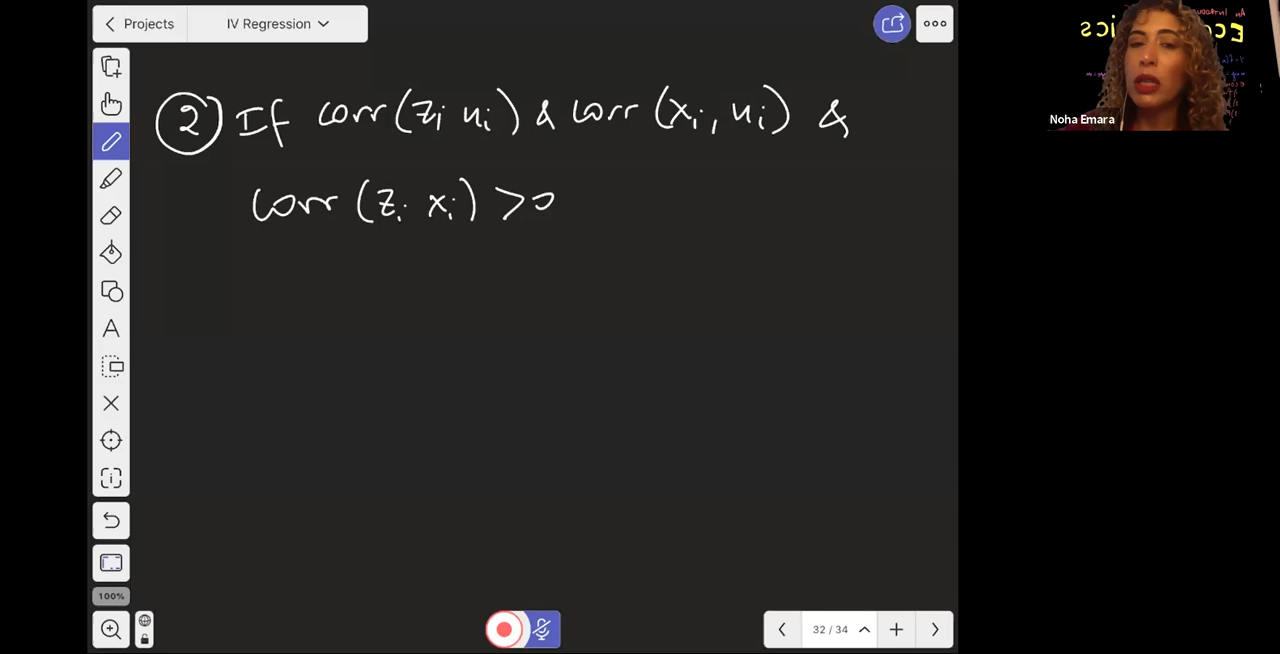 Projects
IV Regression
② If corr(zi ui) & corr (xi, ui) &
corr (zi xi) >0
A
100%
32 / 34
Noha Emara